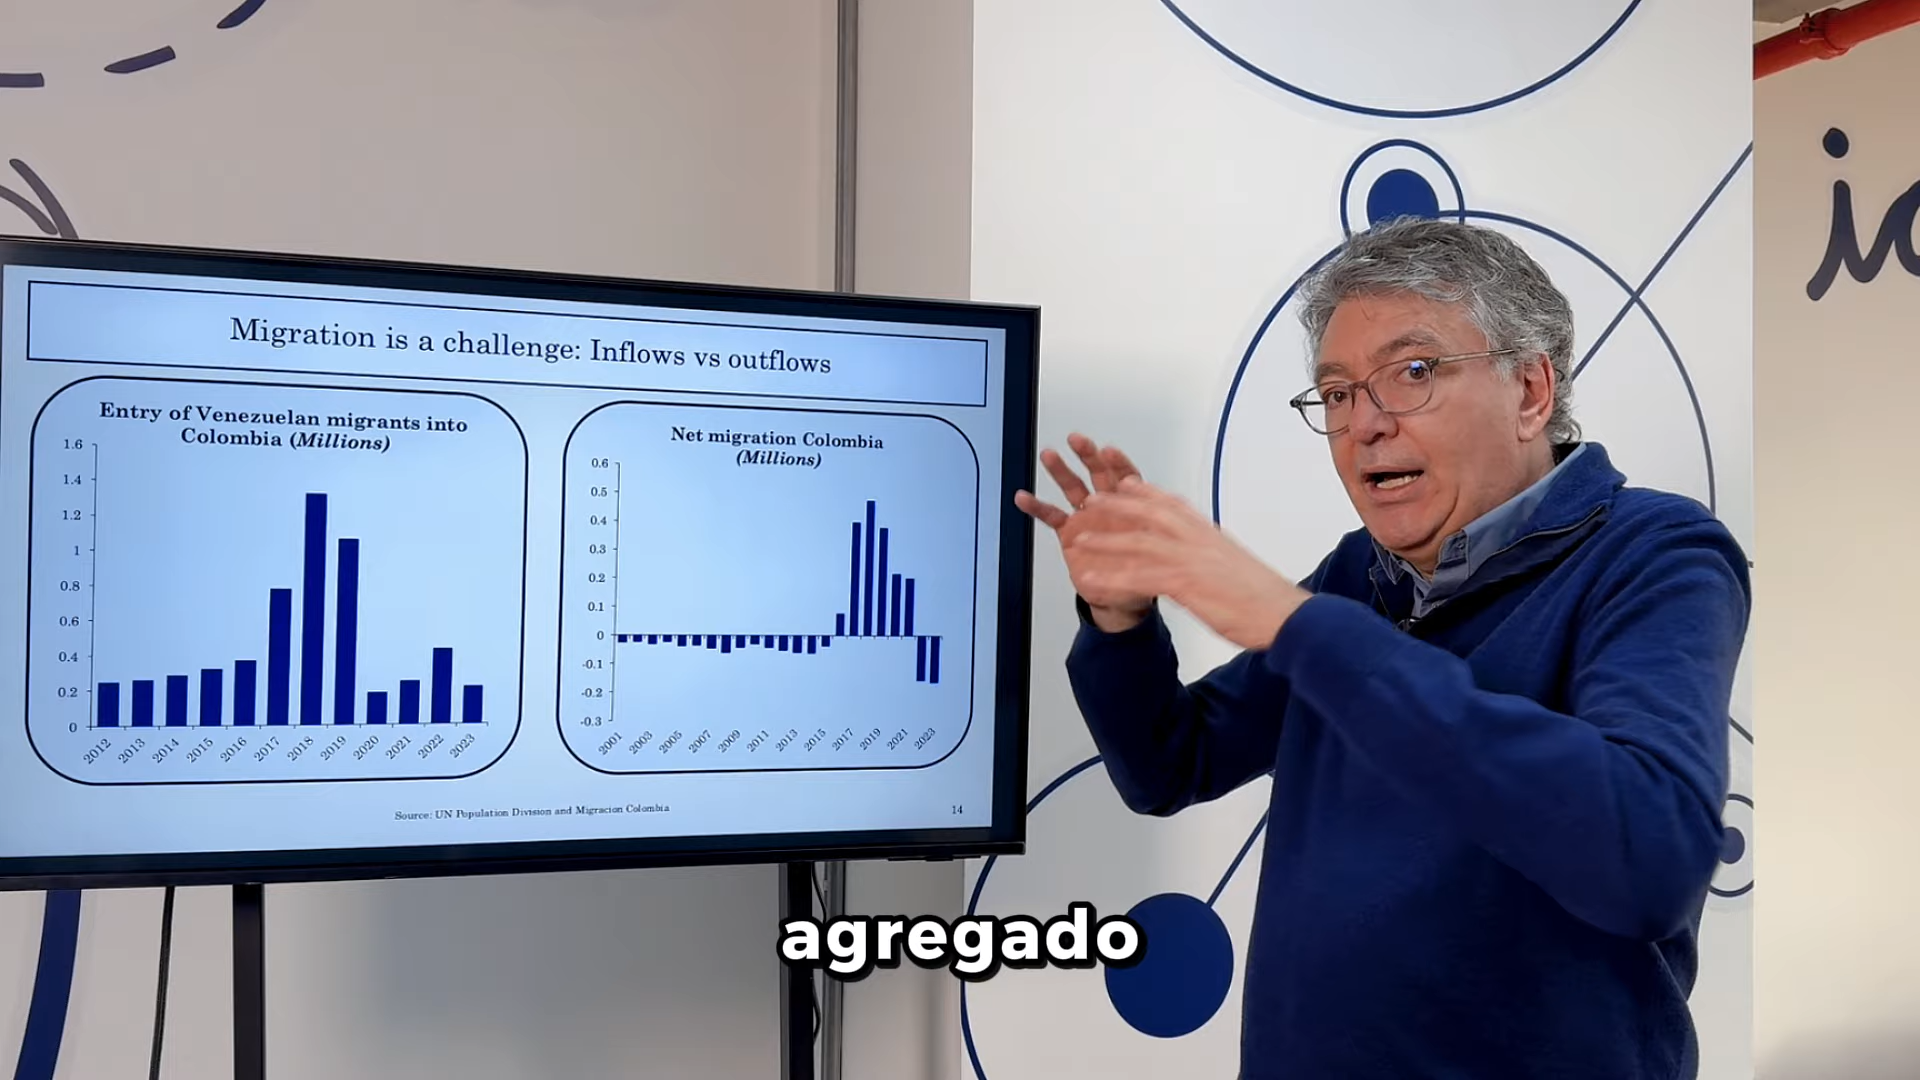 Migration is a challenge: Inflows vs outflows
Entry of Venezuelan migrants into
Colombia (Millions)
1.6
1.4
1.2
1
0.8
0.6
0.4
0.2
0
2012 2013 2014 2015 2016 2017 2018 2019 2020 2021 2022 2023
Net migration Colombia
(Millions)
0.6
0.5
0.4
0.3
0.2
0.1
0
-0.1
-0.2
-0.3
2001 2003 2005 2007 2009 2011 2013 2015 2017 2019 2021 2023
Source: UN Population Division and Migracion Colombia
14
agregado